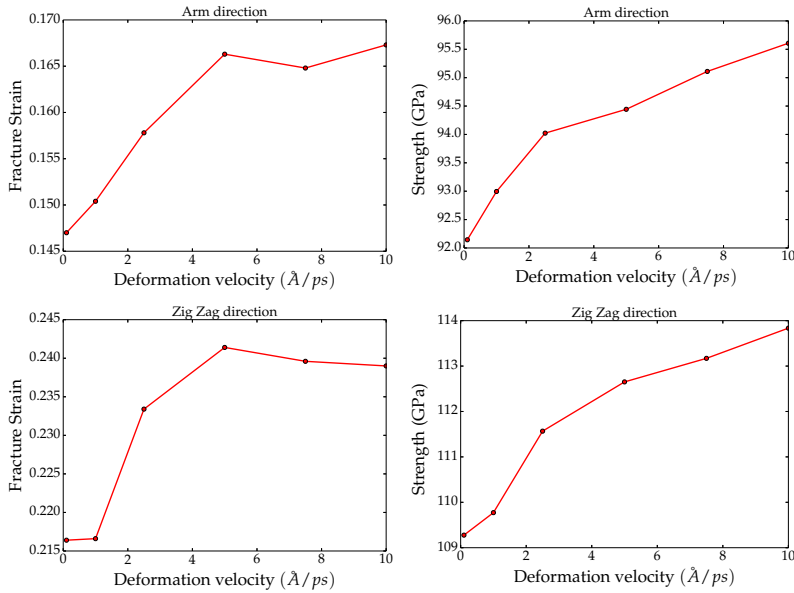 Arm direction
0.170
0.165
0.160
0.155
0.150
0.145
Fracture Strain
0 2 4 6 8 10
Deformation velocity (Å/ps)
Arm direction
96.0
95.5
95.0
94.5
94.0
93.5
93.0
92.5
92.0
Strength (GPa)
0 2 4 6 8 10
Deformation velocity (Å/ps)
Zig Zag direction
0.245
0.240
0.235
0.230
0.225
0.220
0.215
Fracture Strain
0 2 4 6 8 10
Deformation velocity (Å/ps)
Zig Zag direction
114
113
112
111
110
109
Strength (GPa)
0 2 4 6 8 10
Deformation velocity (Å/ps)